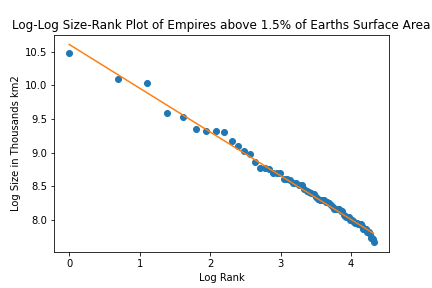 Log-Log Size-Rank Plot of Empires above 1.5% of Earths Surface Area
Log Size in Thousands km2
10.5
10.0
9.5
9.0
8.5
8.0
0 1 2 3 4
Log Rank